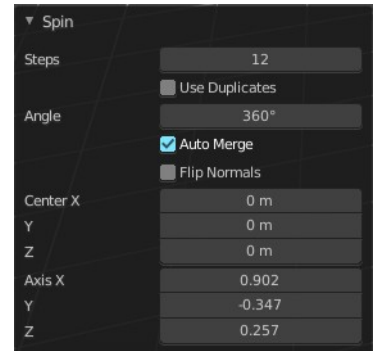 Spin
Steps 12
Use Duplicates
Angle 360°
Auto Merge
Flip Normals
Center X 0 m
Y 0 m
Z 0 m
Axis X 0.902
Y -0.347
Z 0.257